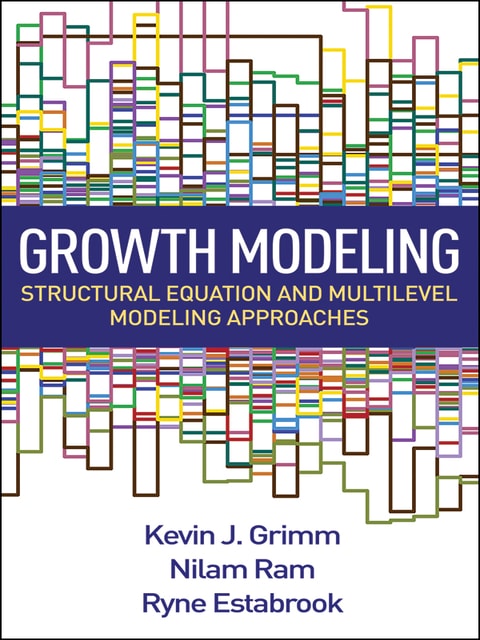 GROWTH MODELING
STRUCTURAL EQUATION AND MULTILEVEL
MODELING APPROACHES
Kevin J. Grimm
Nilam Ram
Ryne Estabrook